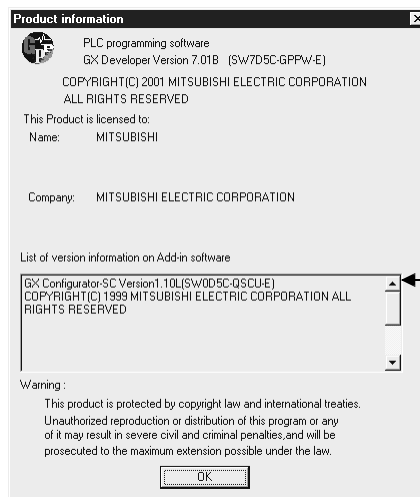 Product information
PLC programming software
GX Developer Version 7.01B (SW7D5C-GPPW-E)
COPYRIGHT(C) 2001 MITSUBISHI ELECTRIC CORPORATION
ALL RIGHTS RESERVED
This Product is licensed to:
Name: MITSUBISHI
Company: MITSUBISHI ELECTRIC CORPORATION
List of version information on Add-in software
GX Configurator-SC Version1.10L(SW0D5C-QSCU-E)
COPYRIGHT(C) 1999 MITSUBISHI ELECTRIC CORPORATION ALL
RIGHTS RESERVED
Warning :
This product is protected by copyright law and international treaties.
Unauthorized reproduction or distribution of this program or any
of it may result in severe civil and criminal penalties,and will be
prosecuted to the maximum extension possible under the law.
OK